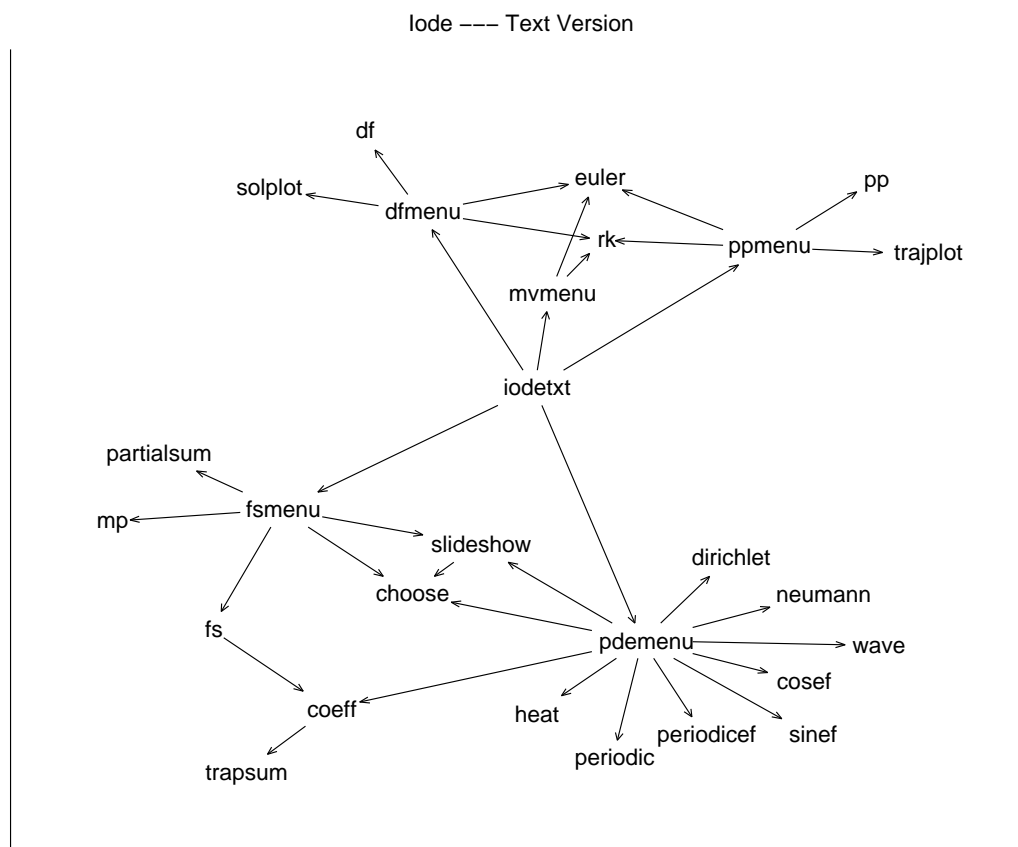 Iode --- Text Version
df
solplot
euler
pp
dfmenu
rk
ppmenu
trajplot
mvmenu
iodetxt
partialsum
fsmenu
mp
slideshow
dirichlet
choose
neumann
fs
pdemenu
wave
cosef
coeff
heat
periodicef
sinef
periodic
trapsum